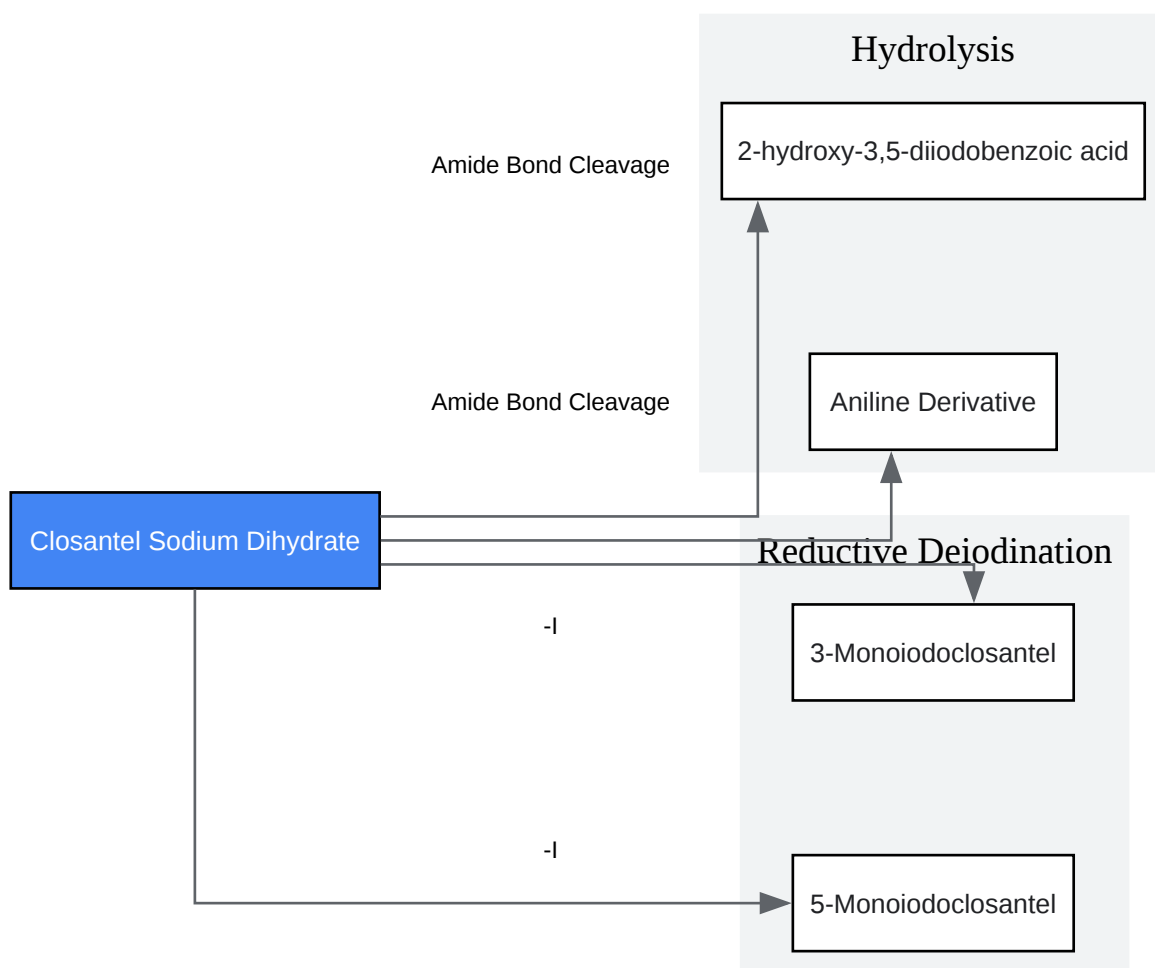 Hydrolysis
Amide Bond Cleavage
2-hydroxy-3,5-diiodobenzoic acid
Amide Bond Cleavage
Aniline Derivative
Closantel Sodium Dihydrate
Reductive Deiodination
-I
3-Monoiodoclosantel
-I
5-Monoiodoclosantel